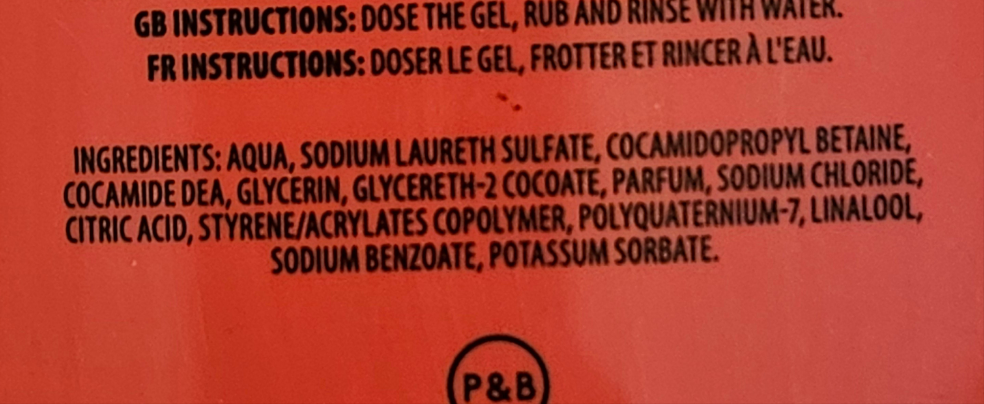 GB INSTRUCTIONS: DOSE THE GEL, RUB AND RINSE WITH WATER.
FR INSTRUCTIONS: DOSER LE GEL, FROTTER ET RINCER À L'EAU.
INGREDIENTS: AQUA, SODIUM LAURETH SULFATE, COCAMIDOPROPYL BETAINE,
COCAMIDE DEA, GLYCERIN, GLYCERETH-2 COCOATE, PARFUM, SODIUM CHLORIDE,
CITRIC ACID, STYRENE/ACRYLATES COPOLYMER, POLYQUATERNIUM-7, LINALOOL,
SODIUM BENZOATE, POTASSUM SORBATE.
P&B